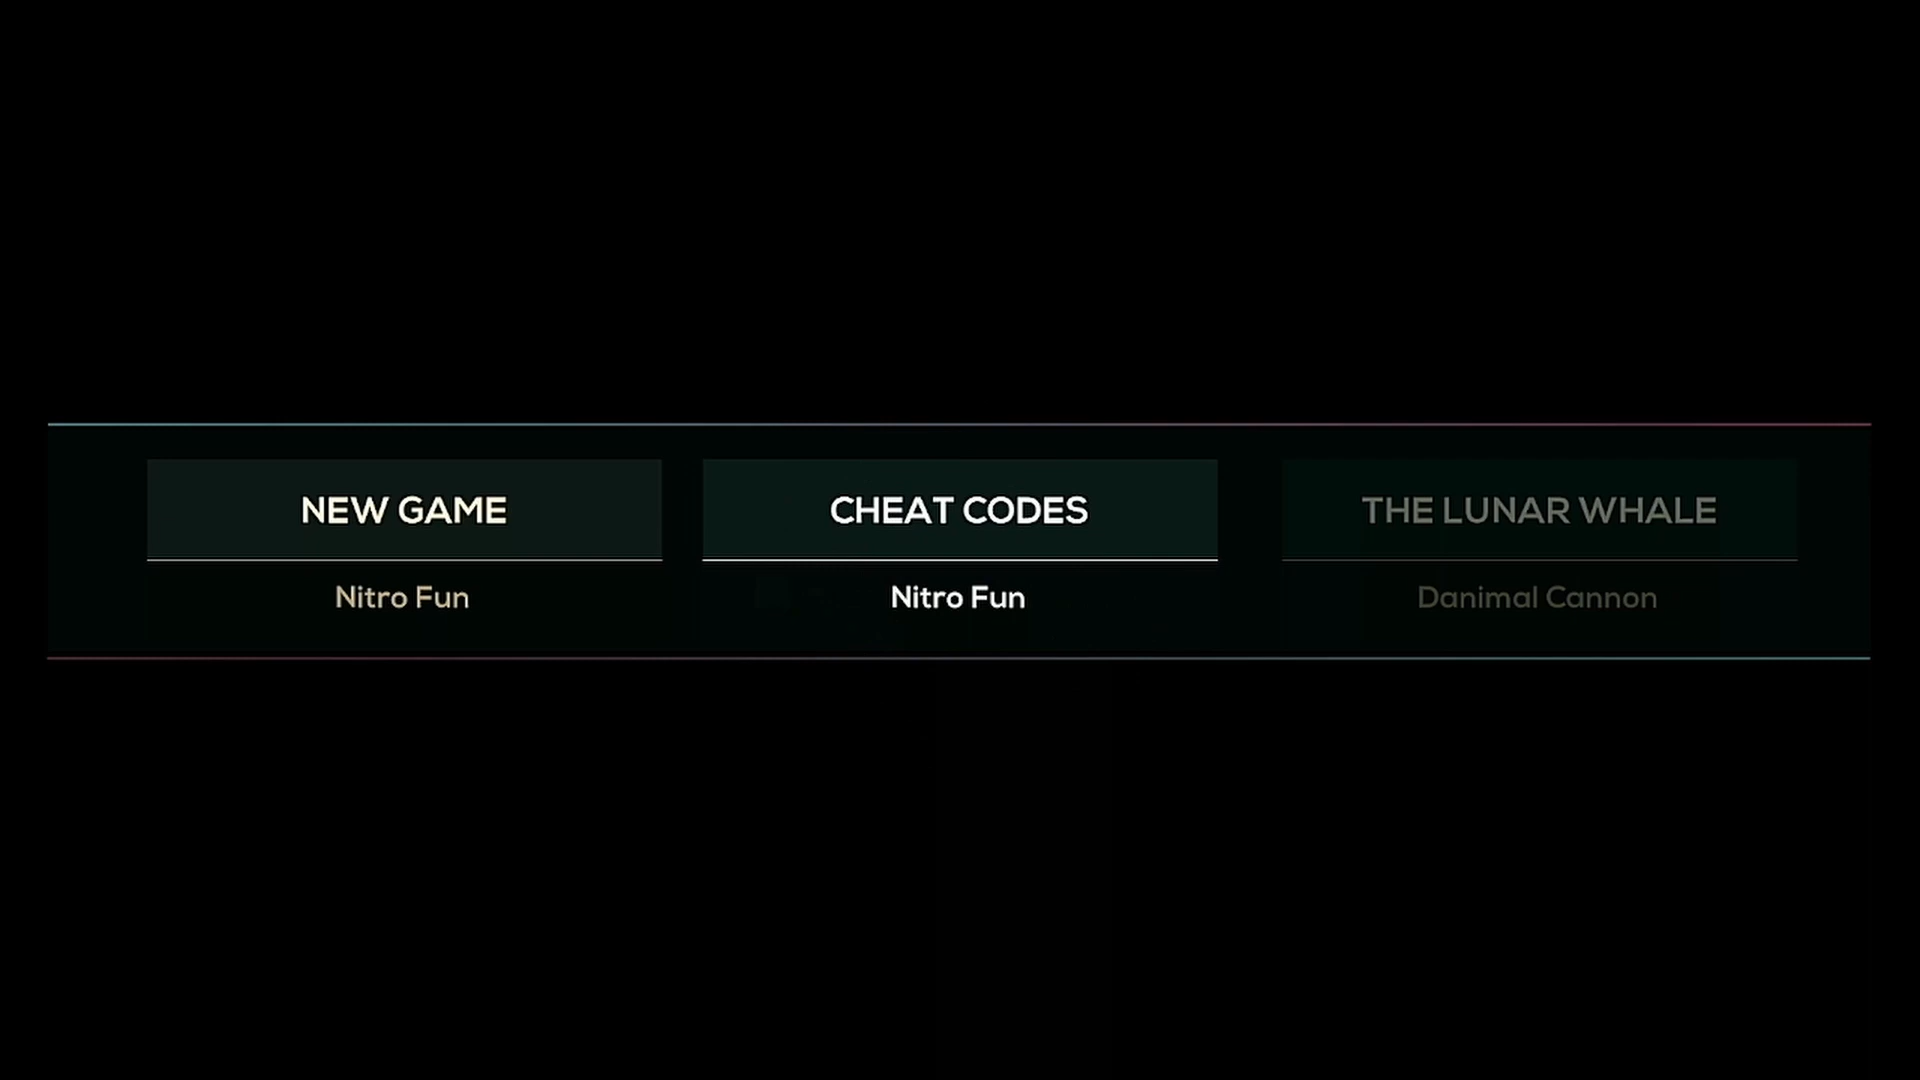 NEW GAME
Nitro Fun
CHEAT CODES
Nitro Fun
THE LUNAR WHALE
Danimal Cannon